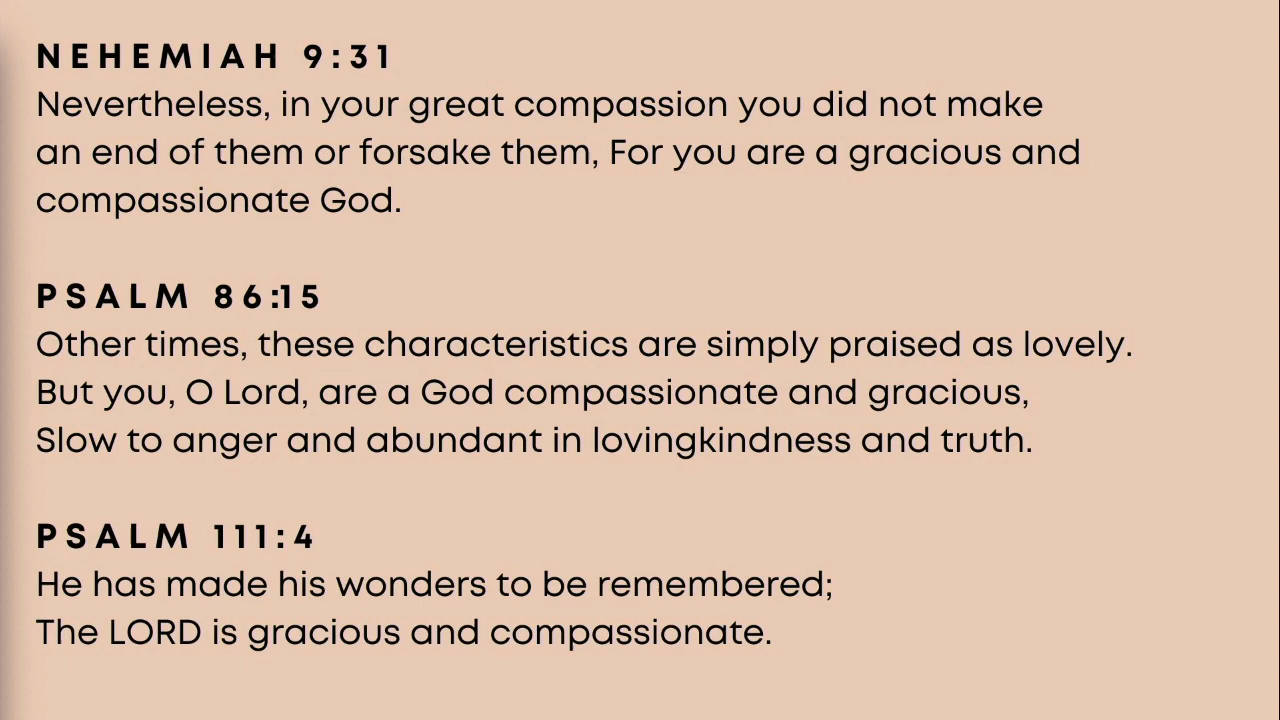 NEHEMIAH 9:31
Nevertheless, in your great compassion you did not make
an end of them or forsake them, For you are a gracious and
compassionate God.
PSALM 86:15
Other times, these characteristics are simply praised as lovely.
But you, O Lord, are a God compassionate and gracious,
Slow to anger and abundant in lovingkindness and truth.
PSALM 111:4
He has made his wonders to be remembered;
The LORD is gracious and compassionate.